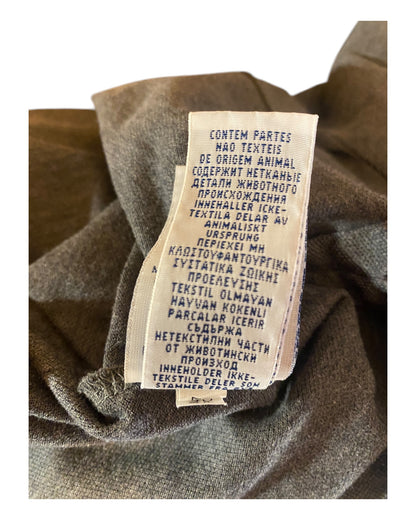 CONTEM PARTES
NAO TEXTEIS
DE ORIGEM ANIMAL
СОДЕРЖИТ НЕТКАНЫЕ
ДЕТАЛИ ЖИВОТНОГО
ПРОИСХОЖДЕНИЯ
INNEHALLER ICKE-
TEXTILA DELAR AV
ANIMALISKT
URSPRUNG
ΠΕΡΙΕΧΕΙ ΜΗ
ΚΛΩΣΤΟΥΦΑΝΤΟΥΡΓΙΚΑ
ΣΥΣΤΑΤΙΚΑ ΖΩΙΚΗΣ
ΠΡΟΕΛΕΥΣΗΣ
TEKSTIL OLMAYAN
HAYVAN KOKENLI
PARCALAR ICERIR
СЪДЪРЖА
НЕТЕКСТИЛНИ ЧАСТИ
ОТ ЖИВОТИНСКИ
ПРОИЗХОД
INNEHOLDER IKKE-
TEKSTILE DELER SOM
STAMMER FRA